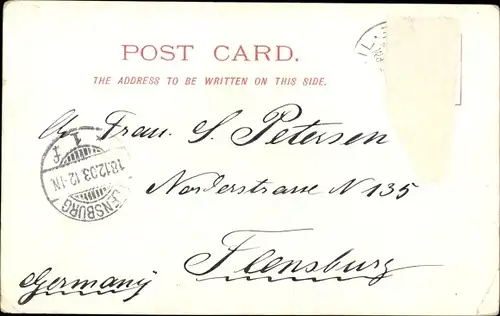 POST CARD.
THE ADDRESS TO BE WRITTEN ON THIS SIDE.
Frau. S. Petersen
Norderstrasse N 135
Flensburg
Germany
FLENSBURG
1 f
18.12.03. 12-1N.